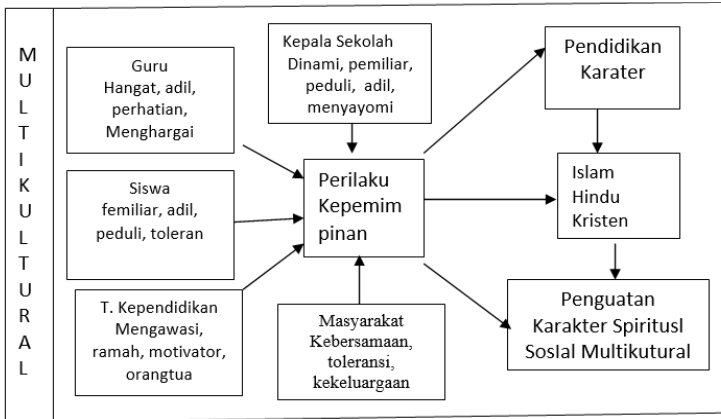 M
U
L
T
I
K
U
L
T
U
R
A
L
Guru
Hangat, adil,
perhatian,
Menghargai
Kepala Sekolah
Dinami, pemiliar,
peduli, adil,
menyayomi
Pendidikan
Karater
Siswa
femiliar, adil,
peduli, toleran
Perilaku
Kepemim
pinan
Islam
Hindu
Kristen
T. Kependidikan
Mengawasi,
ramah, motivator,
orangtua
Masyarakat
Kebersamaan,
toleransi,
kekeluargaan
Penguatan
Karakter Spiritusl
Sosial Multikutural